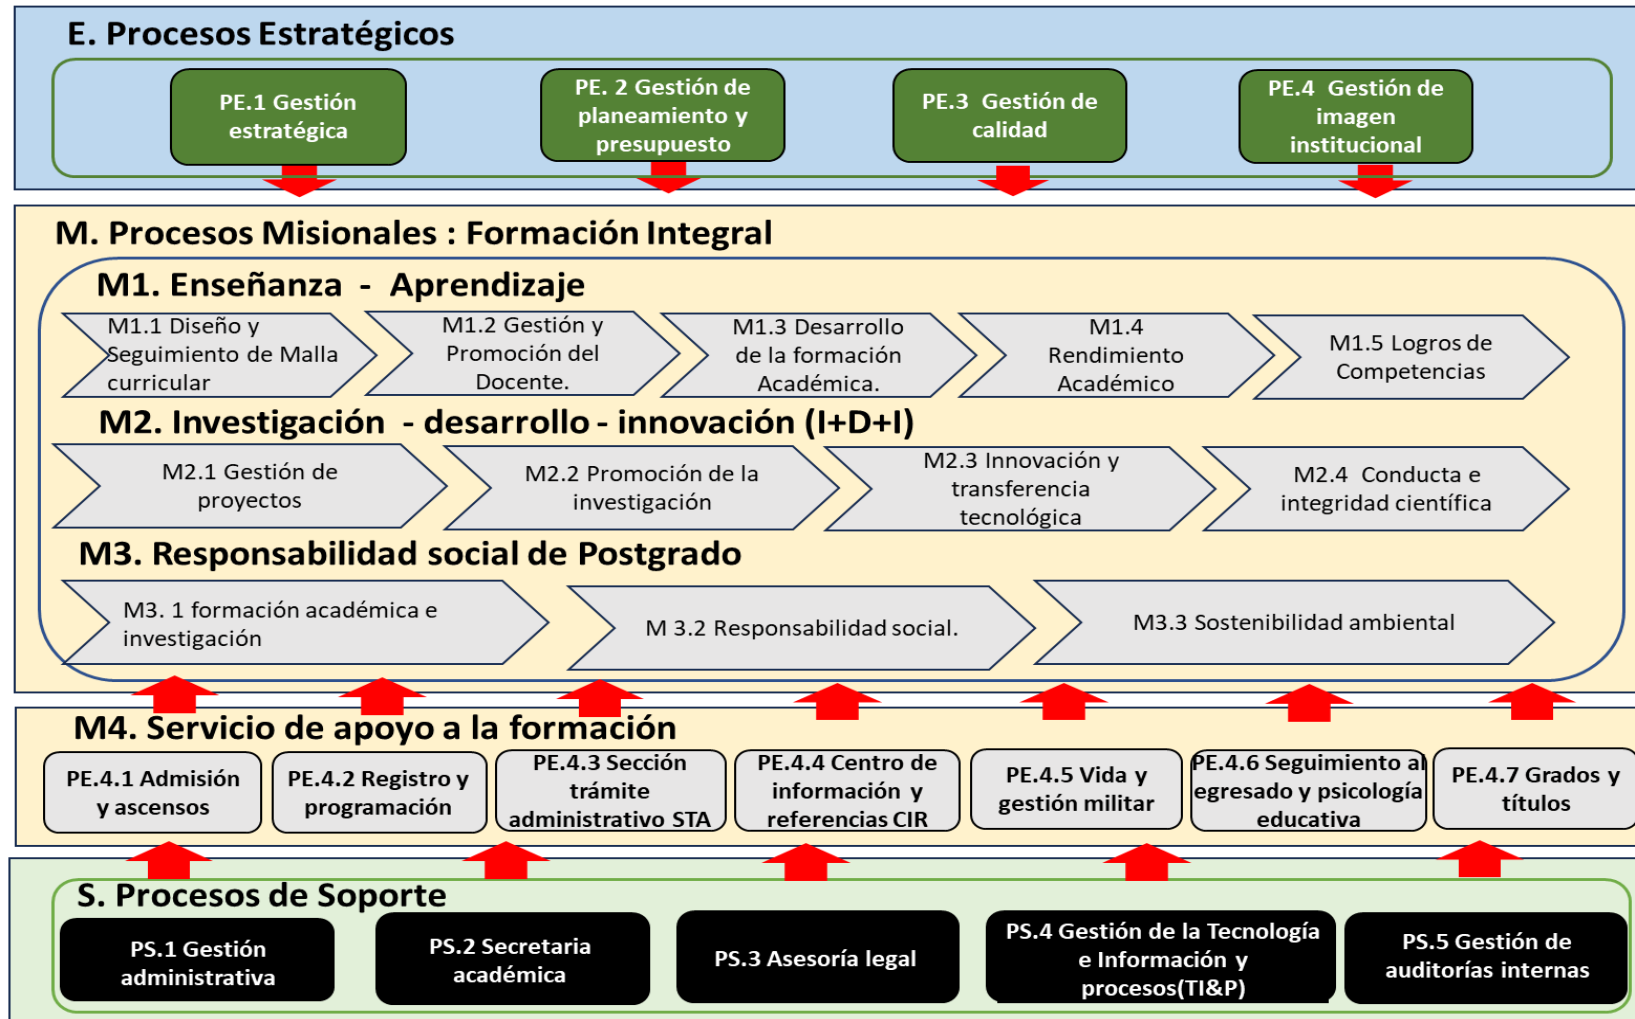 E. Procesos Estratégicos
PE.1 Gestión
estratégica
PE. 2 Gestión de
planeamiento y
presupuesto
PE.3  Gestión de
calidad
PE.4  Gestión de
imagen
institucional
M. Procesos Misionales : Formación Integral
M1. Enseñanza  -  Aprendizaje
M1.1 Diseño y
Seguimiento de Malla
curricular
M1.2 Gestión y
Promoción del
Docente.
M1.3 Desarrollo
de la formación
Académica.
M1.4
Rendimiento
Académico
M1.5 Logros de
Competencias
M2. Investigación  - desarrollo - innovación (I+D+I)
M2.1 Gestión de
proyectos
M2.2 Promoción de la
investigación
M2.3 Innovación y
transferencia
tecnológica
M2.4  Conducta e
integridad científica
M3. Responsabilidad social de Postgrado
M3. 1 formación académica e
investigación
M 3.2 Responsabilidad social.
M3.3 Sostenibilidad ambiental
M4. Servicio de apoyo a la formación
PE.4.1 Admisión
y ascensos
PE.4.2 Registro y
programación
PE.4.3 Sección
trámite
administrativo STA
PE.4.4 Centro de
información y
referencias CIR
PE.4.5 Vida y
gestión militar
PE.4.6 Seguimiento al
egresado y psicología
educativa
PE.4.7 Grados y
títulos
S. Procesos de Soporte
PS.1 Gestión
administrativa
PS.2 Secretaria
académica
PS.3 Asesoría legal
PS.4 Gestión de la Tecnología
e Información y
procesos(TI&P)
PS.5 Gestión de
auditorías internas